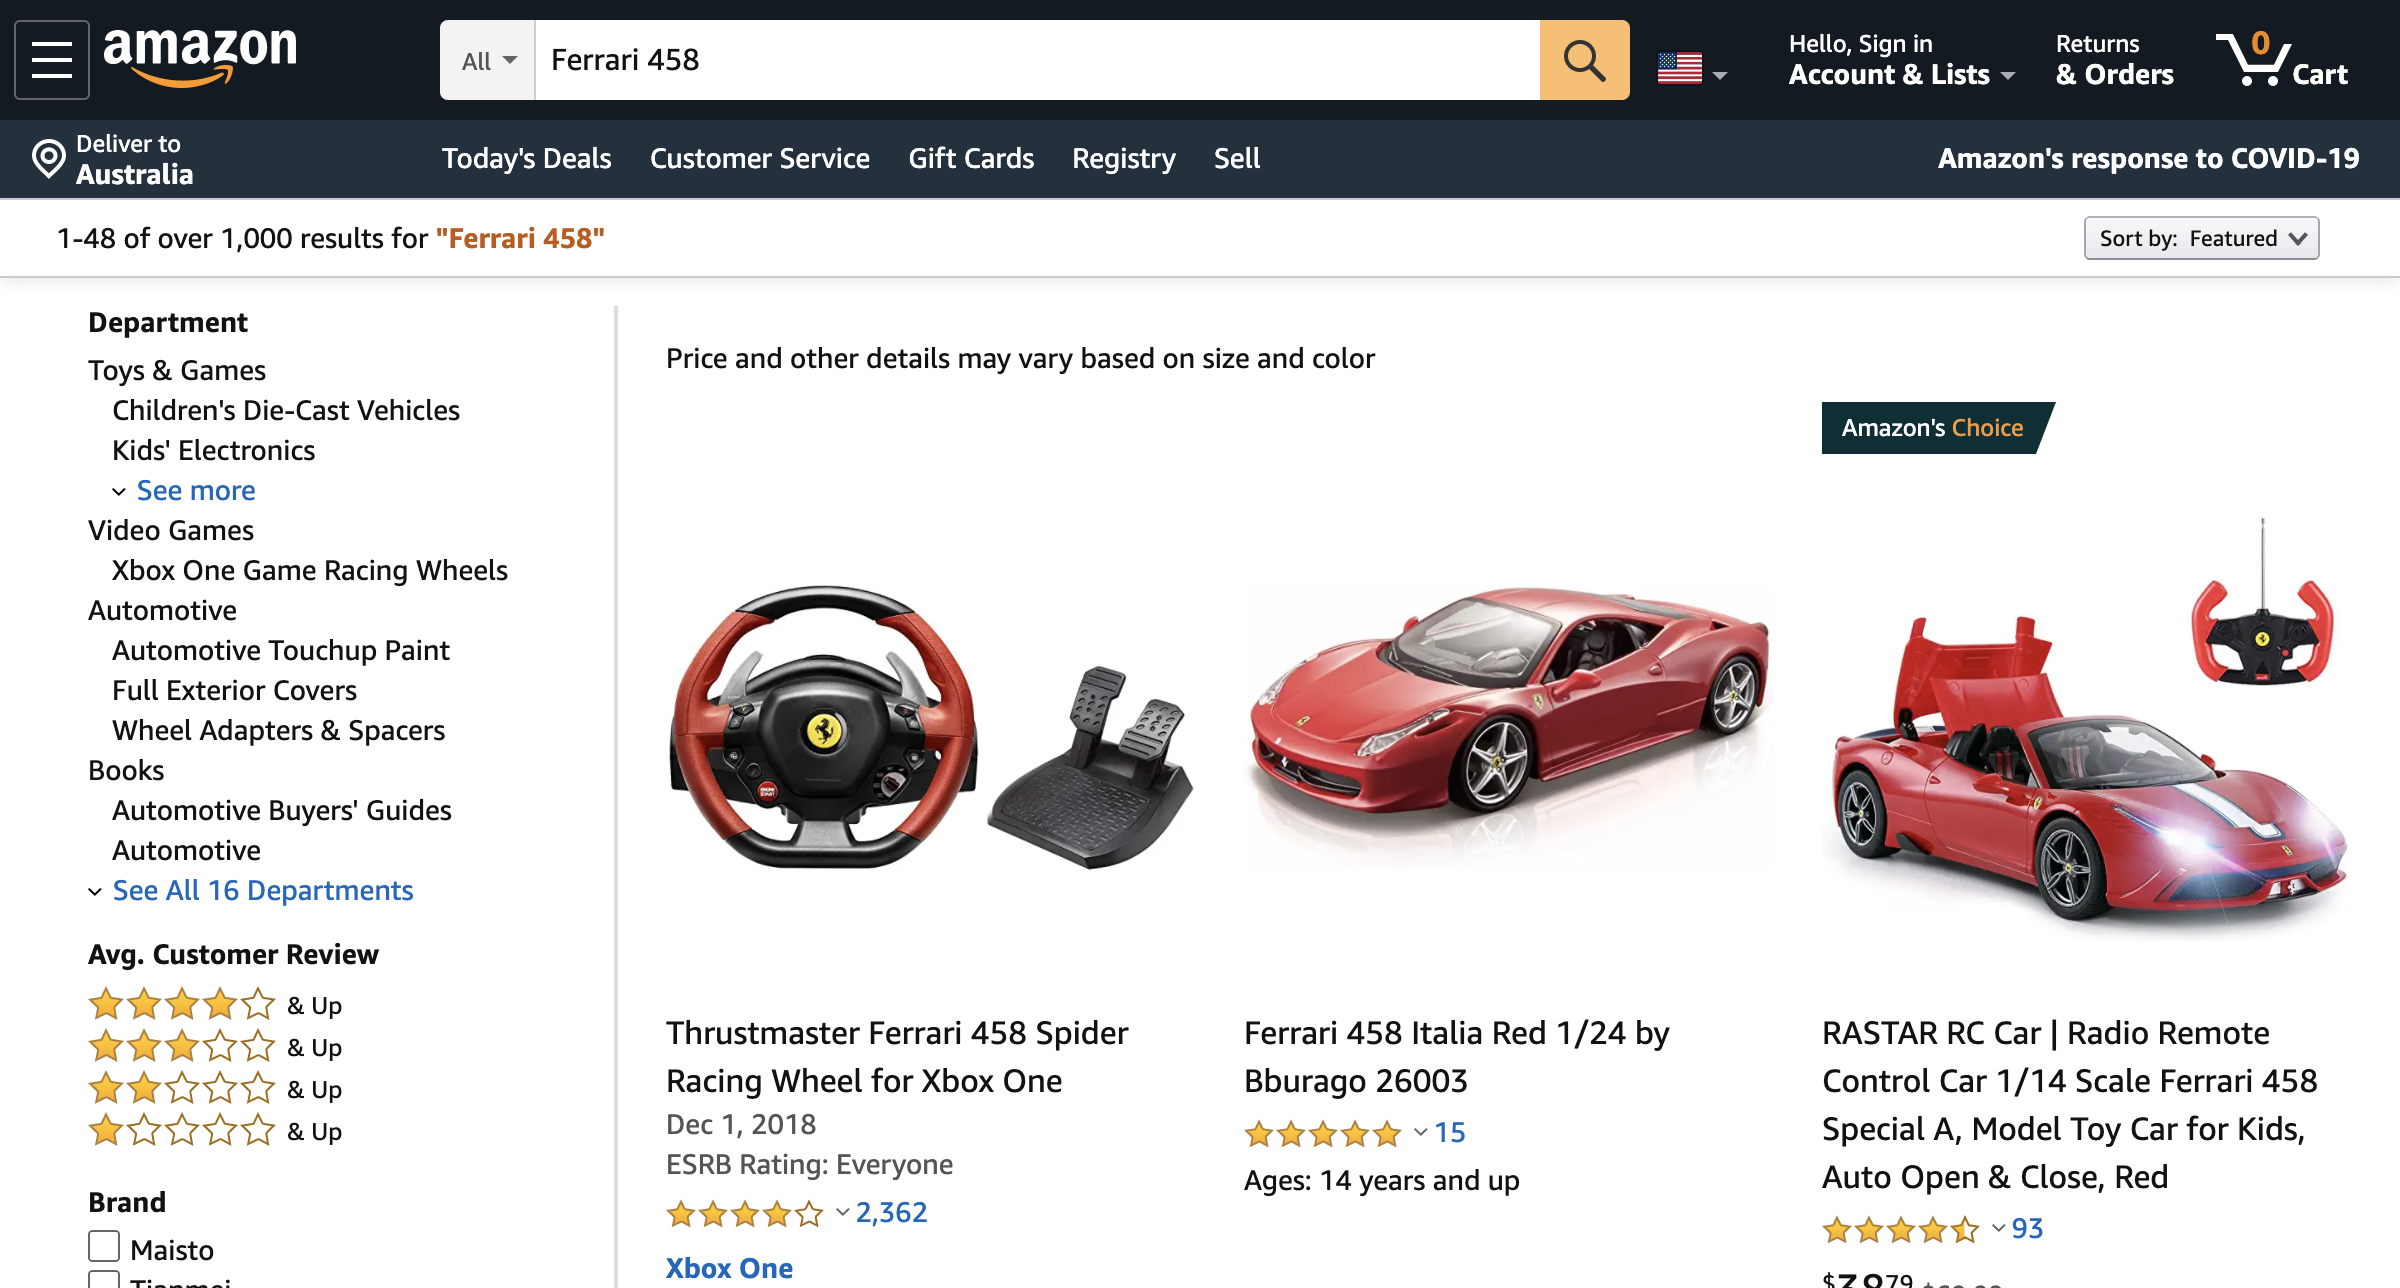 amazon
All
Ferrari 458
Hello, Sign in
Account & Lists
Returns
& Orders
0
Cart
Deliver to
Australia
Today's Deals
Customer Service
Gift Cards
Registry
Sell
Amazon's response to COVID-19
1-48 of over 1,000 results for "Ferrari 458"
Sort by: Featured
Department
Toys & Games
Children's Die-Cast Vehicles
Kids' Electronics
See more
Video Games
Xbox One Game Racing Wheels
Automotive
Automotive Touchup Paint
Full Exterior Covers
Wheel Adapters & Spacers
Books
Automotive Buyers' Guides
Automotive
See All 16 Departments
Avg. Customer Review
& Up
& Up
& Up
& Up
Brand
Maisto
Price and other details may vary based on size and color
Thrustmaster Ferrari 458 Spider
Racing Wheel for Xbox One
Dec 1, 2018
ESRB Rating: Everyone
2,362
Xbox One
Ferrari 458 Italia Red 1/24 by
Bburago 26003
15
Ages: 14 years and up
Amazon's Choice
RASTAR RC Car | Radio Remote
Control Car 1/14 Scale Ferrari 458
Special A, Model Toy Car for Kids,
Auto Open & Close, Red
93